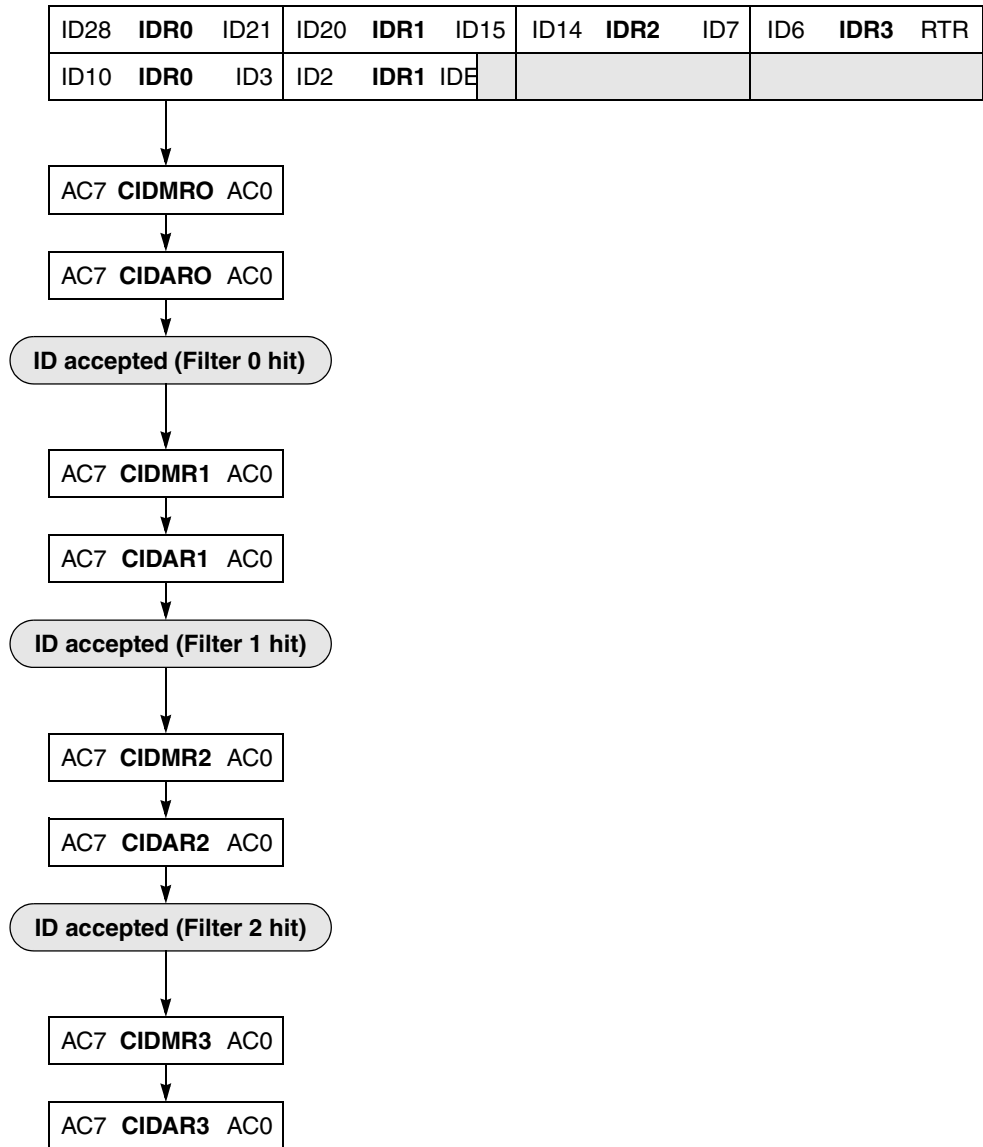 ID28 IDR0 ID21 ID20 IDR1 ID15 ID14 IDR2 ID7 ID6 IDR3 RTR
ID10 IDR0 ID3 ID2 IDR1 IDE
AC7 CIDMRO AC0
AC7 CIDARO AC0
ID accepted (Filter 0 hit)
AC7 CIDMR1 AC0
AC7 CIDAR1 AC0
ID accepted (Filter 1 hit)
AC7 CIDMR2 AC0
AC7 CIDAR2 AC0
ID accepted (Filter 2 hit)
AC7 CIDMR3 AC0
AC7 CIDAR3 AC0